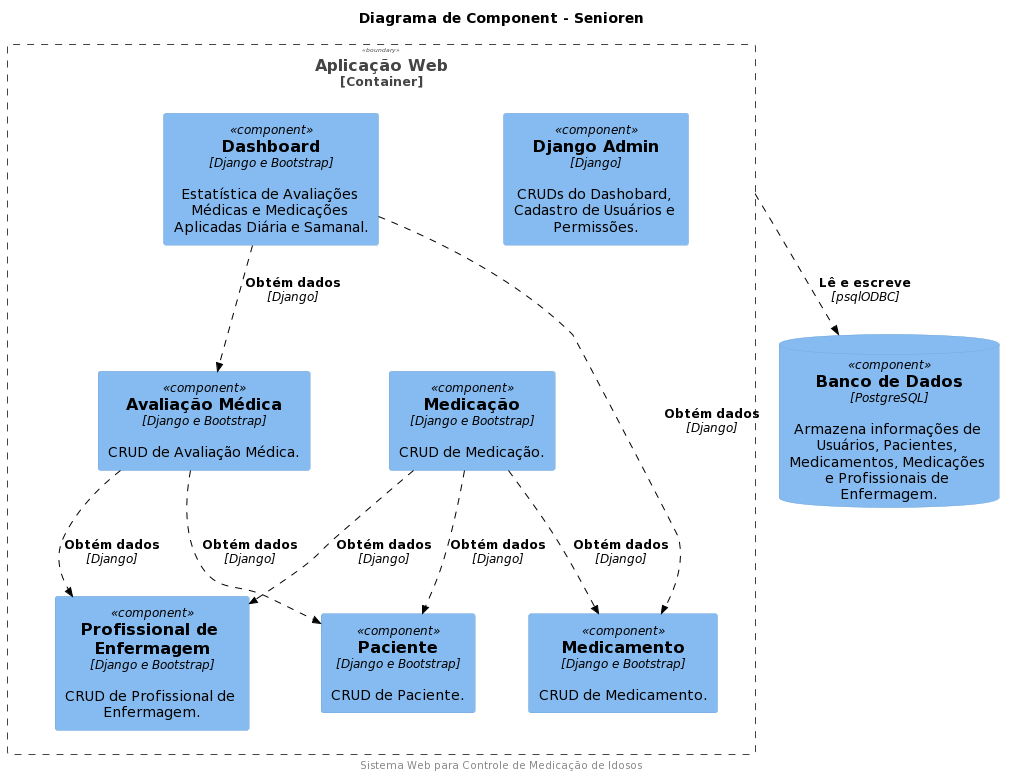 Diagrama de Component - Senioren
«boundary»
Aplicação Web
[Container]
«component»
Dashboard
[Django e Bootstrap]
Estatística de Avaliações
Médicas e Medicações
Aplicadas Diária e Samanal.
«component»
Django Admin
[Django]
CRUDs do Dashobard,
Cadastro de Usuários e
Permissões.
Obtém dados
[Django]
Lê e escreve
[psqlODBC]
«component»
Avaliação Médica
[Django e Bootstrap]
CRUD de Avaliação Médica.
«component»
Medicação
[Django e Bootstrap]
CRUD de Medicação.
Obtém dados
[Django]
«component»
Banco de Dados
[PostgreSQL]
Armazena informações de
Usuários, Pacientes,
Medicamentos, Medicações
e Profissionais de
Enfermagem.
Obtém dados
[Django]
Obtém dados
[Django]
Obtém dados
[Django]
Obtém dados
[Django]
Obtém dados
[Django]
«component»
Profissional de
Enfermagem
[Django e Bootstrap]
CRUD de Profissional de
Enfermagem.
«component»
Paciente
[Django e Bootstrap]
CRUD de Paciente.
«component»
Medicamento
[Django e Bootstrap]
CRUD de Medicamento.
Sistema Web para Controle de Medicação de Idosos